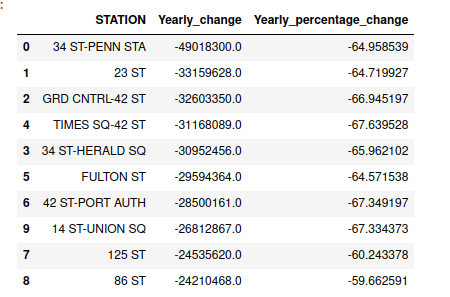 :
STATION Yearly_change Yearly_percentage_change
0 34 ST-PENN STA -49018300.0 -64.958539
1 23 ST -33159628.0 -64.719927
2 GRD CNTRL-42 ST -32603350.0 -66.945197
4 TIMES SQ-42 ST -31168089.0 -67.639528
3 34 ST-HERALD SQ -30952456.0 -65.962102
5 FULTON ST -29594364.0 -64.571538
6 42 ST-PORT AUTH -28500161.0 -67.349197
9 14 ST-UNION SQ -26812867.0 -67.334373
7 125 ST -24535620.0 -60.243378
8 86 ST -24210468.0 -59.662591